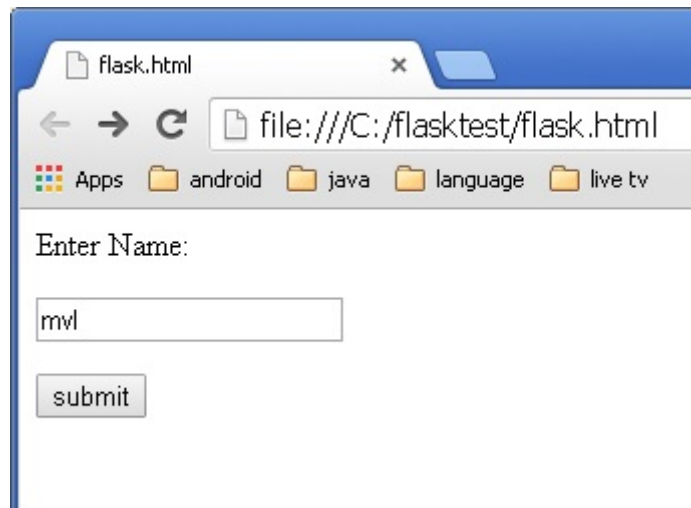 flask.html
file:///C:/flasktest/flask.html
Apps android java language live tv
Enter Name:
mvl
submit